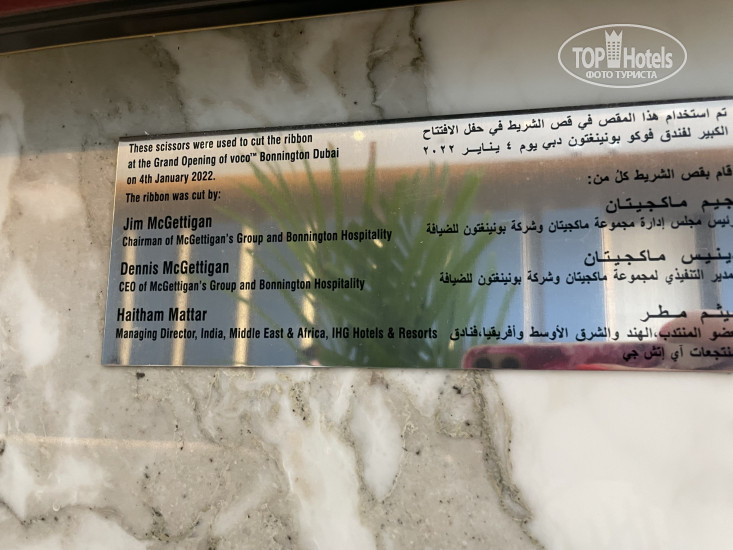 TOP Hotels
ФОТО ТУРИСТА
These scissors were used to cut the ribbon
at the Grand Opening of voco™ Bonnington Dubai
on 4th January 2022.
The ribbon was cut by:
Jim McGettigan
Chairman of McGettigan's Group and Bonnington Hospitality
Dennis McGettigan
CEO of McGettigan's Group and Bonnington Hospitality
Haitham Mattar
Managing Director, India, Middle East & Africa, IHG Hotels & Resorts
تم استخدام هذا المقص في قص الشريط في حفل الافتتاح
الكبير لفندق فوكو بونينغتون دبي يوم ٤ يناير ٢٠٢٢
قام بقص الشريط كل من:
جيم ماكجيتان
رئيس مجلس إدارة مجموعة ماكجيتان وشركة بونينغتون للضيافة
دينيس ماكجيتان
مدير التنفيذي لمجموعة ماكجيتان وشركة بونينغتون للضيافة
يثم مطر
عضو المنتدب،الهند والشرق الأوسط وأفريقيا،فنادق
منتجعات آي إتش جي